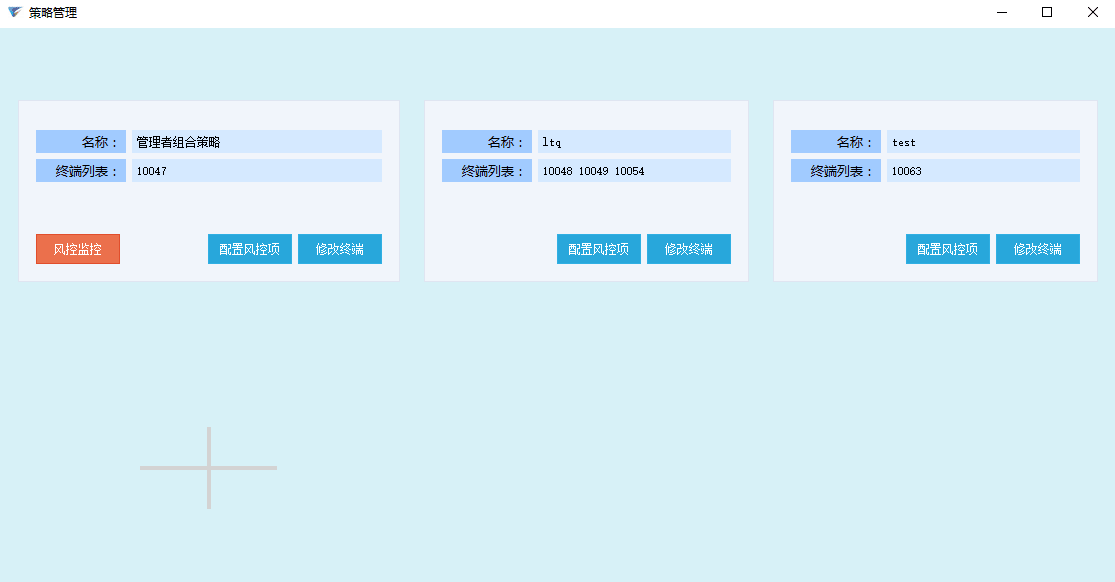 策略管理
名称：
管理者组合策略
终端列表：
10047
风控监控
配置风控项
修改终端
名称：
ltq
终端列表：
10048 10049 10054
配置风控项
修改终端
名称：
test
终端列表：
10063
配置风控项
修改终端